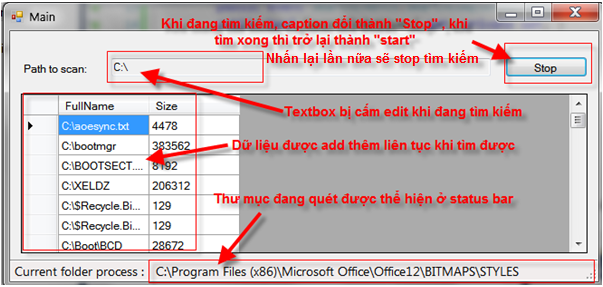 Main
Khi đang tìm kiếm, caption đổi thành "Stop" , khi
tìm xong thì trở lại thành "start"
Nhấn lại lần nữa sẽ stop tìm kiếm
Path to scan:
C:\
Stop
Textbox bị cấm edit khi đang tìm kiếm
FullName Size
C:\aoesync.txt 4478
C:\bootmgr 383562
C:\BOOTSECT.... 8192
C:\XELDZ 206312
C:\$Recycle.Bi... 129
C:\$Recycle.Bi... 129
C:\Boot\BCD 28672
Dữ liệu được add thêm liên tục khi tìm được
Thư mục đang quét được thể hiện ở status bar
Current folder process : C:\Program Files (x86)\Microsoft Office\Office12\BITMAPS\STYLES